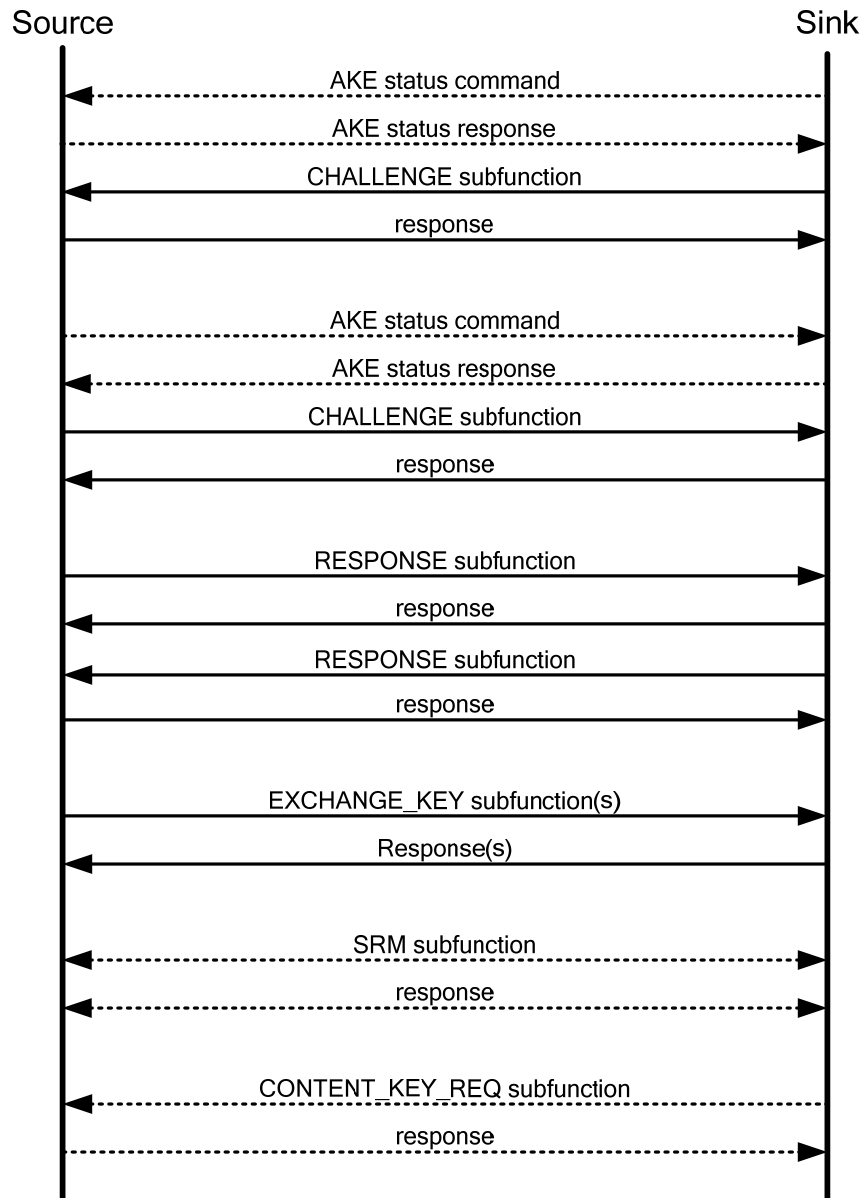 Source
Sink
AKE status command
AKE status response
CHALLENGE subfunction
response
AKE status command
AKE status response
CHALLENGE subfunction
response
RESPONSE subfunction
response
RESPONSE subfunction
response
EXCHANGE_KEY subfunction(s)
Response(s)
SRM subfunction
response
CONTENT_KEY_REQ subfunction
response